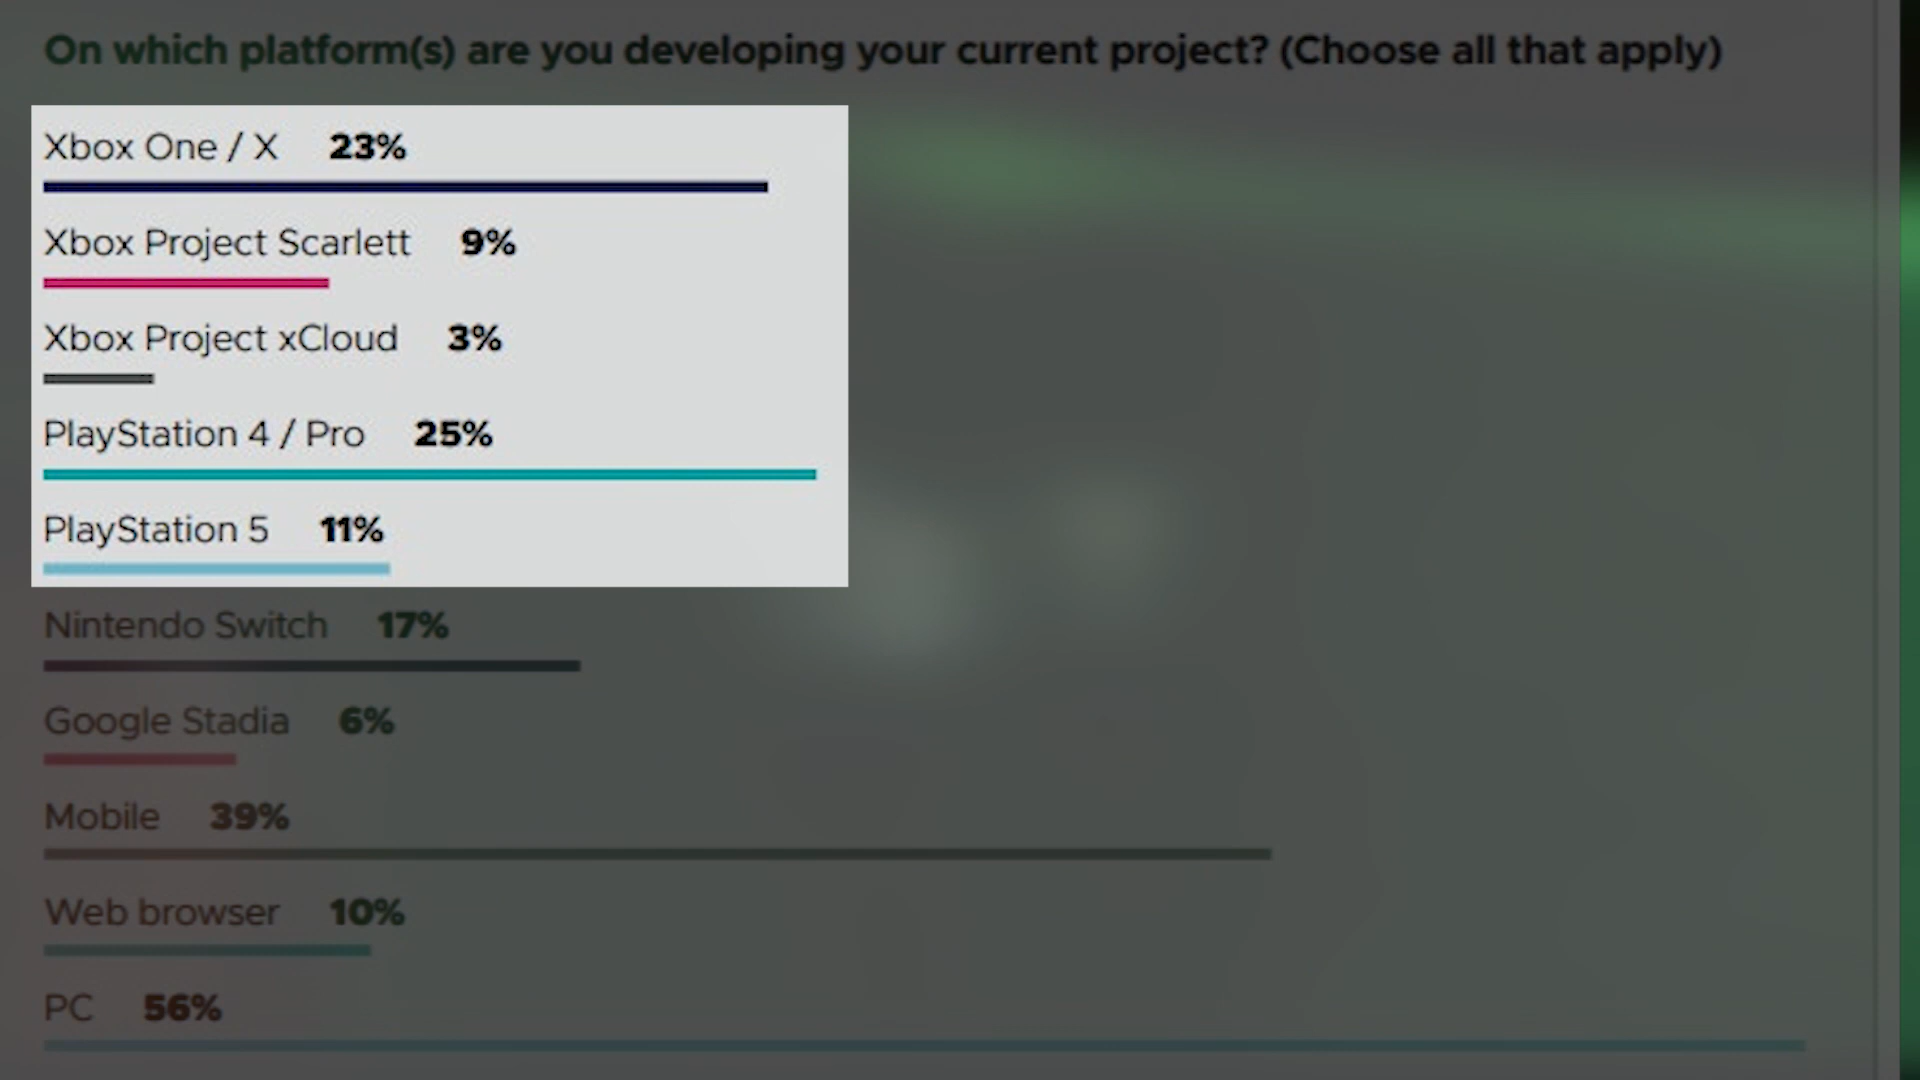 On which platform(s) are you developing your current project? (Choose all that apply)
Xbox One / X 23%
Xbox Project Scarlett 9%
Xbox Project xCloud 3%
PlayStation 4 / Pro 25%
PlayStation 5 11%
Nintendo Switch 17%
Google Stadia 6%
Mobile 39%
Web browser 10%
PC 56%